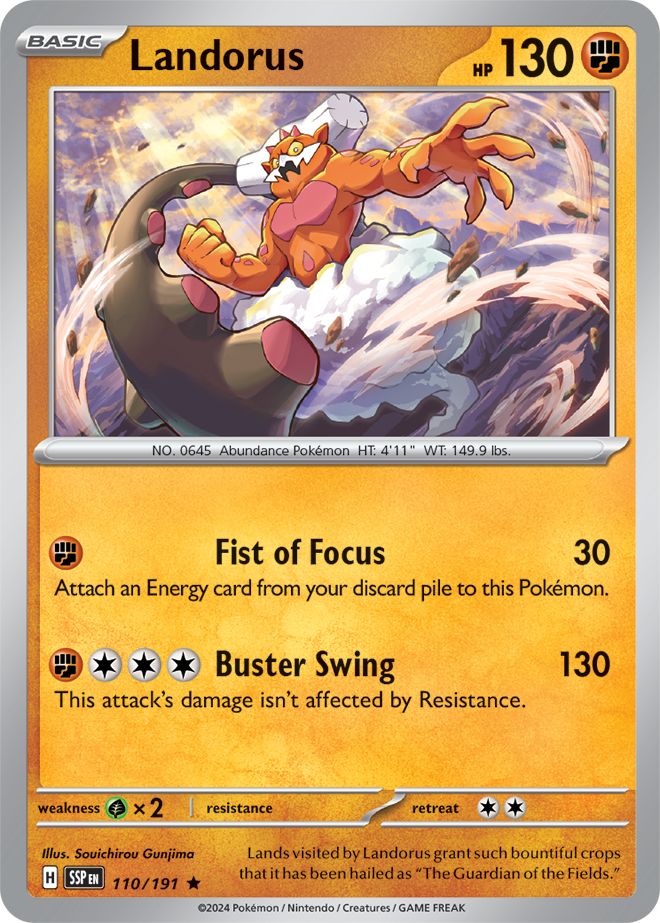 BASIC Landorus HP 130
NO. 0645 Abundance Pokémon HT: 4'11" WT: 149.9 lbs.
Fist of Focus 30
Attach an Energy card from your discard pile to this Pokémon.
Buster Swing 130
This attack's damage isn't affected by Resistance.
weakness ×2 resistance retreat
Illus. Souichirou Gunjima
Lands visited by Landorus grant such bountiful crops
that it has been hailed as "The Guardian of the Fields."
H SSP EN 110/191 ★
©2024 Pokémon / Nintendo / Creatures / GAME FREAK